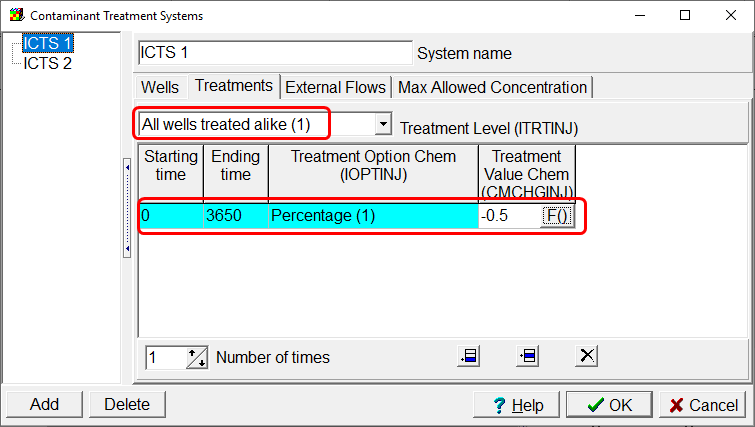 Contaminant Treatment Systems
ICTS 1
ICTS 2
ICTS 1
System name
Wells
Treatments
External Flows
Max Allowed Concentration
All wells treated alike (1)
Treatment Level (ITRTINJ)
Starting time
Ending time
Treatment Option Chem (IOPTINJ)
Treatment Value Chem (CMCHGINJ)
0
3650
Percentage (1)
-0.5
F()
1
Number of times
Add
Delete
? Help
OK
Cancel